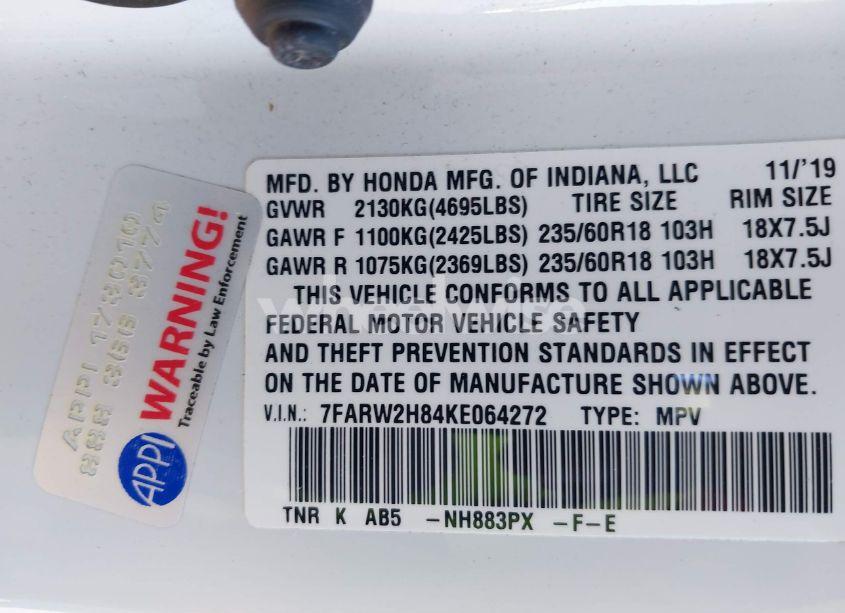 MFD. BY HONDA MFG. OF INDIANA, LLC 11/'19
GVWR 2130KG(4695LBS) TIRE SIZE RIM SIZE
GAWR F 1100KG(2425LBS) 235/60R18 103H 18X7.5J
GAWR R 1075KG(2369LBS) 235/60R18 103H 18X7.5J
THIS VEHICLE CONFORMS TO ALL APPLICABLE
FEDERAL MOTOR VEHICLE SAFETY
AND THEFT PREVENTION STANDARDS IN EFFECT
ON THE DATE OF MANUFACTURE SHOWN ABOVE.
V.I.N.: 7FARW2H84KE064272 TYPE: MPV
TNR K AB5 -NH883PX -F-E
APPI
WARNING!
Traceable by Law Enforcement